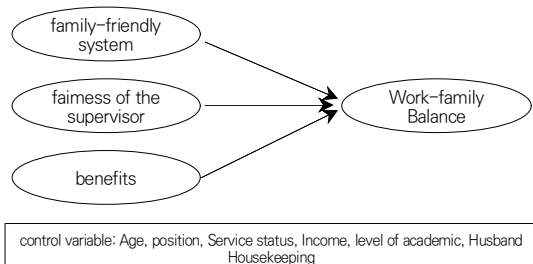 family-friendly
system
fairness of the
supervisor
benefits
Work-family
Balance
control variable: Age, position, Service status, Income, level of academic, Husband
Housekeeping